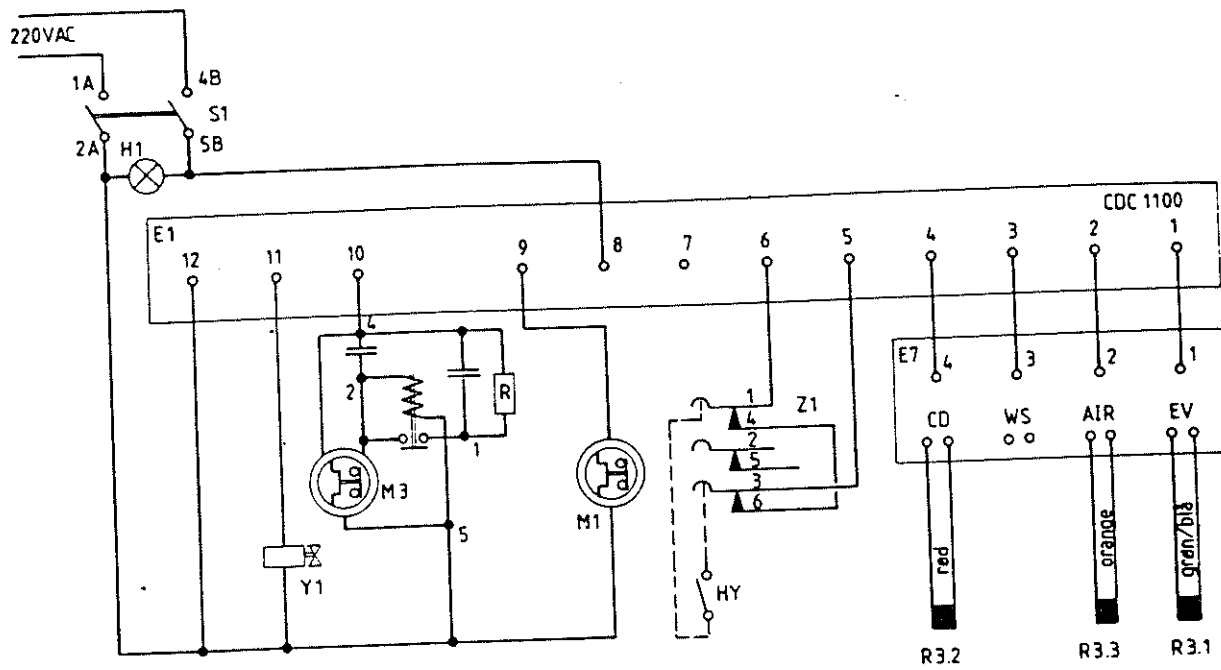 220VAC
1A 4B
S1
2A H1 5B
CDC 1100
E1
12 11 10 9 8 7 6 5 4 3 2 1
4
E7
4 3 2 1
2
R
1
1
4
Z1
2
5
3
6
CD WS AIR EV
M3
M1
5
Y1
HY
rød
orange
grøn/blå
R3.2 R3.3 R3.1